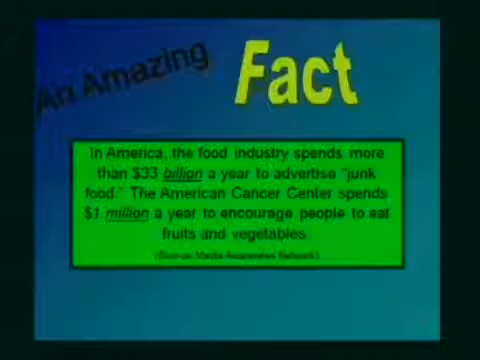 An Amazing
Fact
In America, the food industry spends more
than $33 billion a year to advertise "junk
food." The American Cancer Center spends
$1 million a year to encourage people to eat
fruits and vegetables.
(Source: Media Awareness Network)